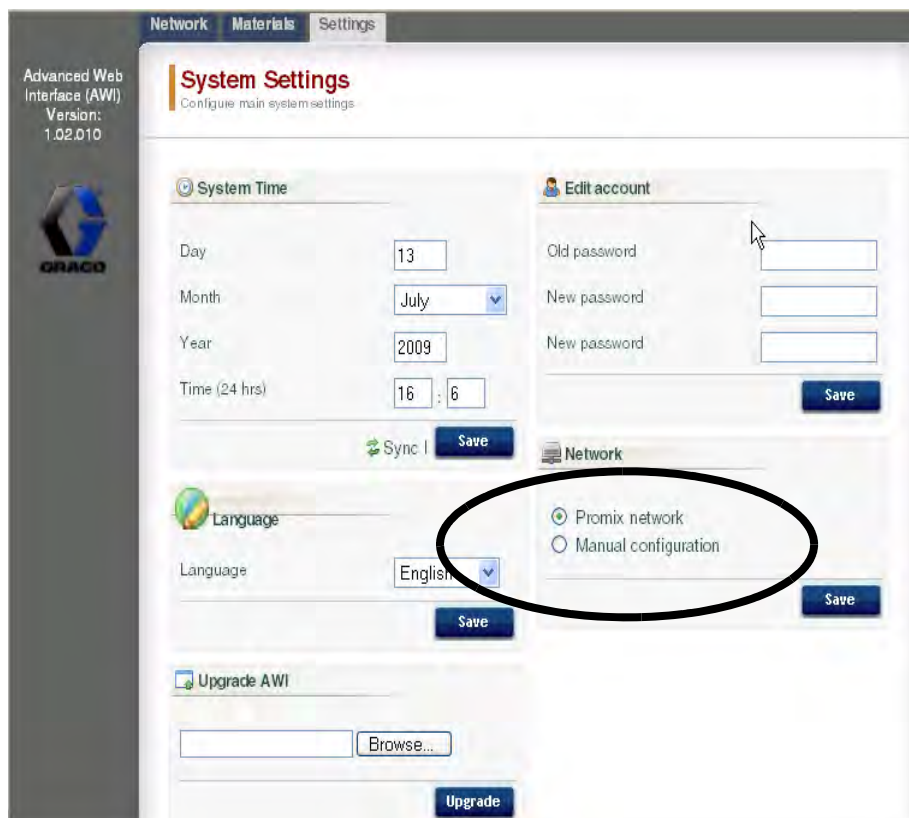 Network Materials Settings
Advanced Web
Interface (AWI)
Version:
1.02.010
GRACO
System Settings
Configure main system settings
System Time
Day 13
Month July
Year 2009
Time (24 hrs) 16 : 6
Sync | Save
Language
Language English
Save
Upgrade AWI
Browse...
Upgrade
Edit account
Old password
New password
New password
Save
Network
Promix network
Manual configuration
Save